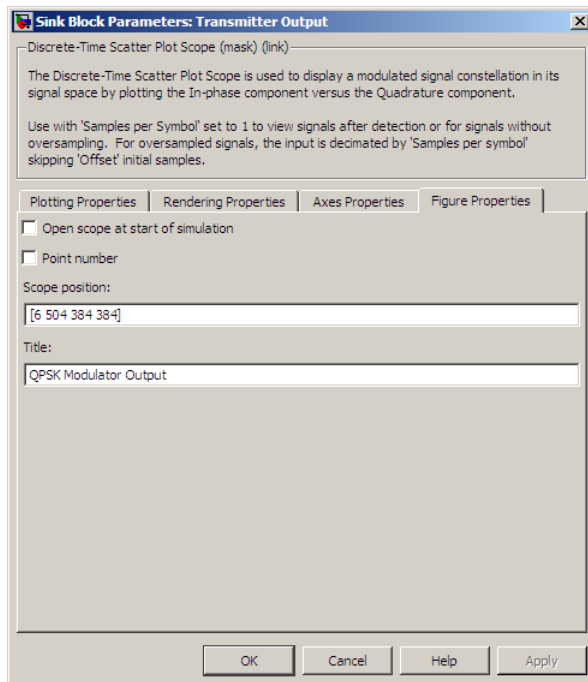 Sink Block Parameters: Transmitter Output
Discrete-Time Scatter Plot Scope (mask) (link)
The Discrete-Time Scatter Plot Scope is used to display a modulated signal constellation in its
signal space by plotting the In-phase component versus the Quadrature component.
Use with 'Samples per Symbol' set to 1 to view signals after detection or for signals without
oversampling. For oversampled signals, the input is decimated by 'Samples per symbol'
skipping 'Offset' initial samples.
Plotting Properties Rendering Properties Axes Properties Figure Properties
Open scope at start of simulation
Point number
Scope position:
[6 504 384 384]
Title:
QPSK Modulator Output
OK Cancel Help Apply